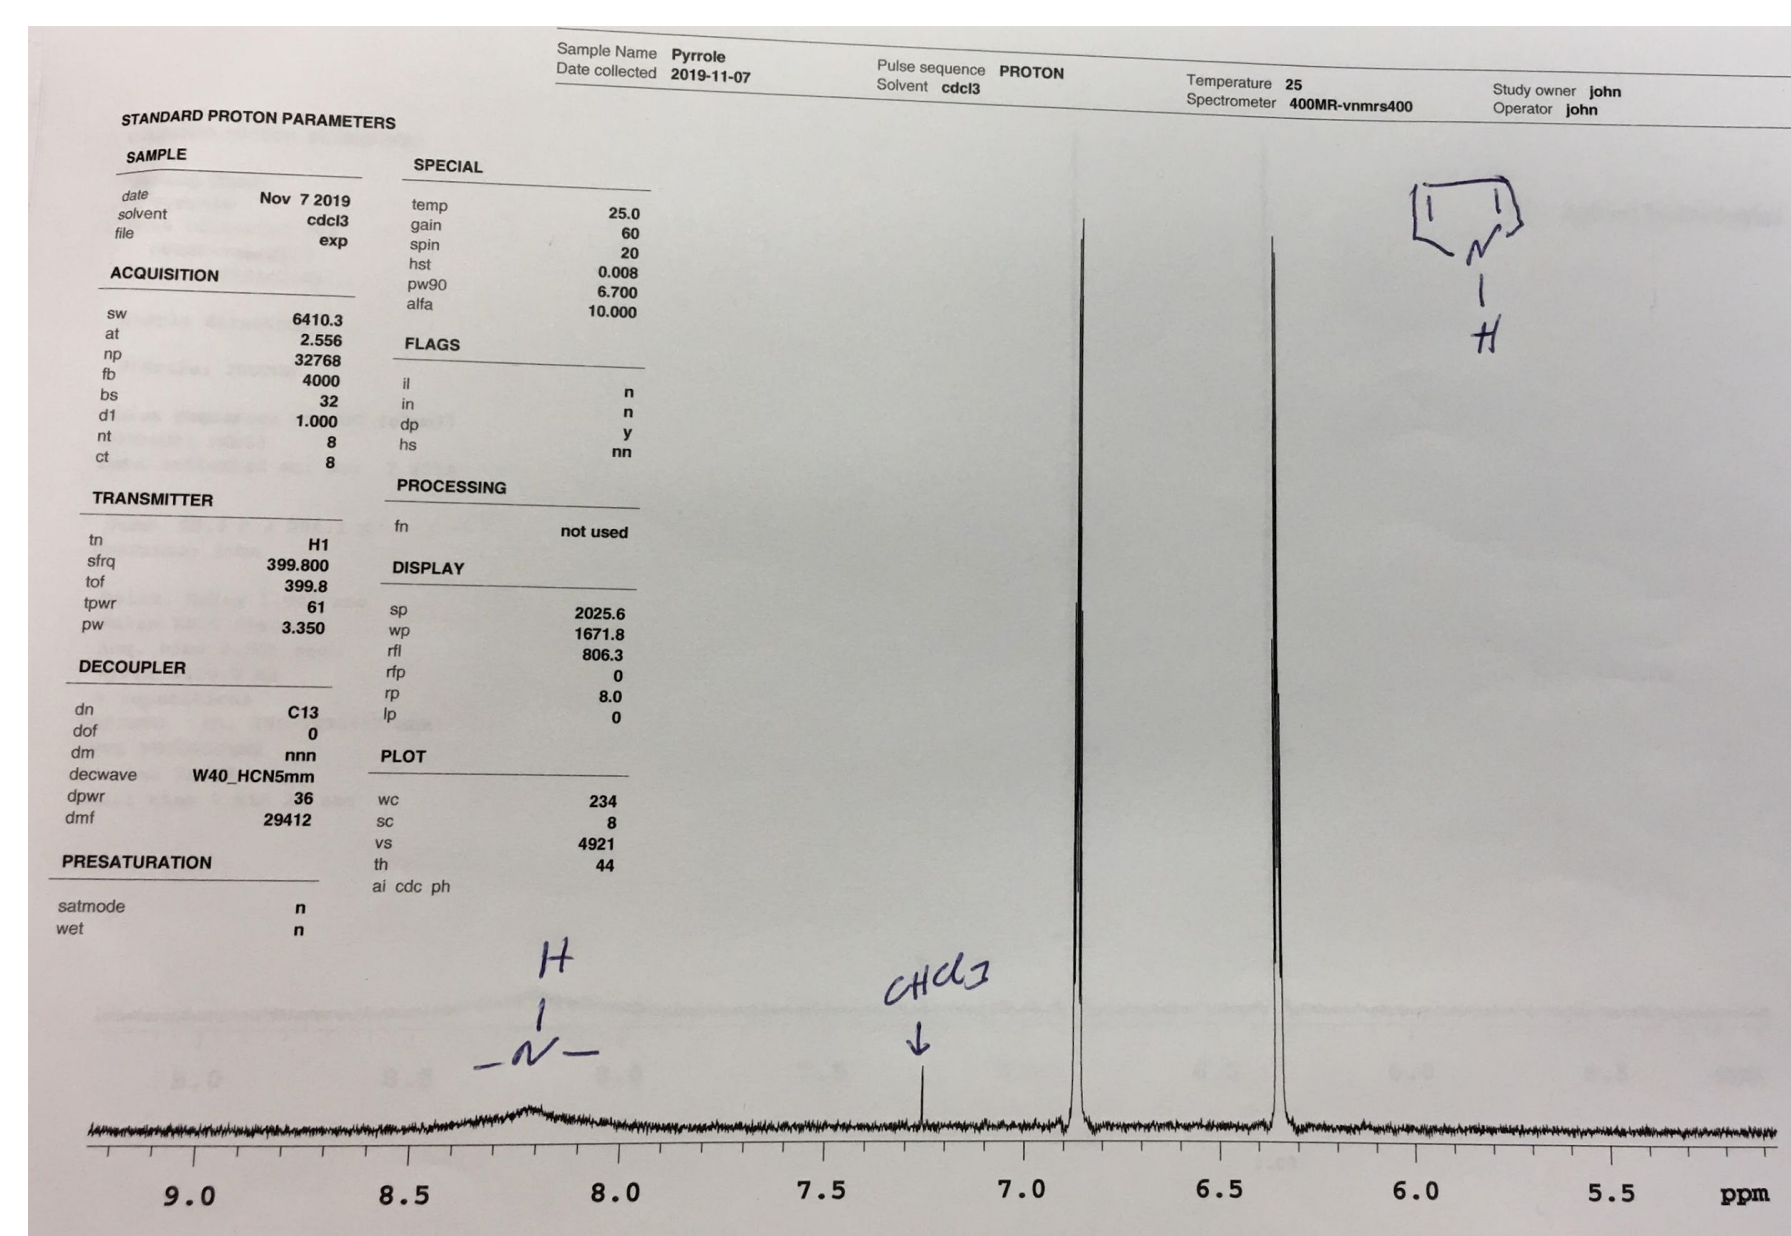 Sample Name Pyrrole
Date collected 2019-11-07
Pulse sequence PROTON
Solvent cdcl3
Temperature 25
Spectrometer 400MR-vnmrs400
Study owner john
Operator john
STANDARD PROTON PARAMETERS
SAMPLE
date Nov 7 2019
solvent cdcl3
file exp
ACQUISITION
sw 6410.3
at 2.556
np 32768
fb 4000
bs 32
d1 1.000
nt 8
ct 8
TRANSMITTER
tn H1
sfrq 399.800
tof 399.8
tpwr 61
pw 3.350
DECOUPLER
dn C13
dof 0
dm nnn
decwave W40_HCN5mm
dpwr 36
dmf 29412
PRESATURATION
satmode n
wet n
SPECIAL
temp 25.0
gain 60
spin 20
hst 0.008
pw90 6.700
alfa 10.000
FLAGS
il n
in n
dp y
hs nn
PROCESSING
fn not used
DISPLAY
sp 2025.6
wp 1671.8
rfl 806.3
rfp 0
rp 8.0
lp 0
PLOT
wc 234
sc 8
vs 4921
th 44
ai cdc ph
N
H
H
N
CHCl3
9.0 8.5 8.0 7.5 7.0 6.5 6.0 5.5 ppm